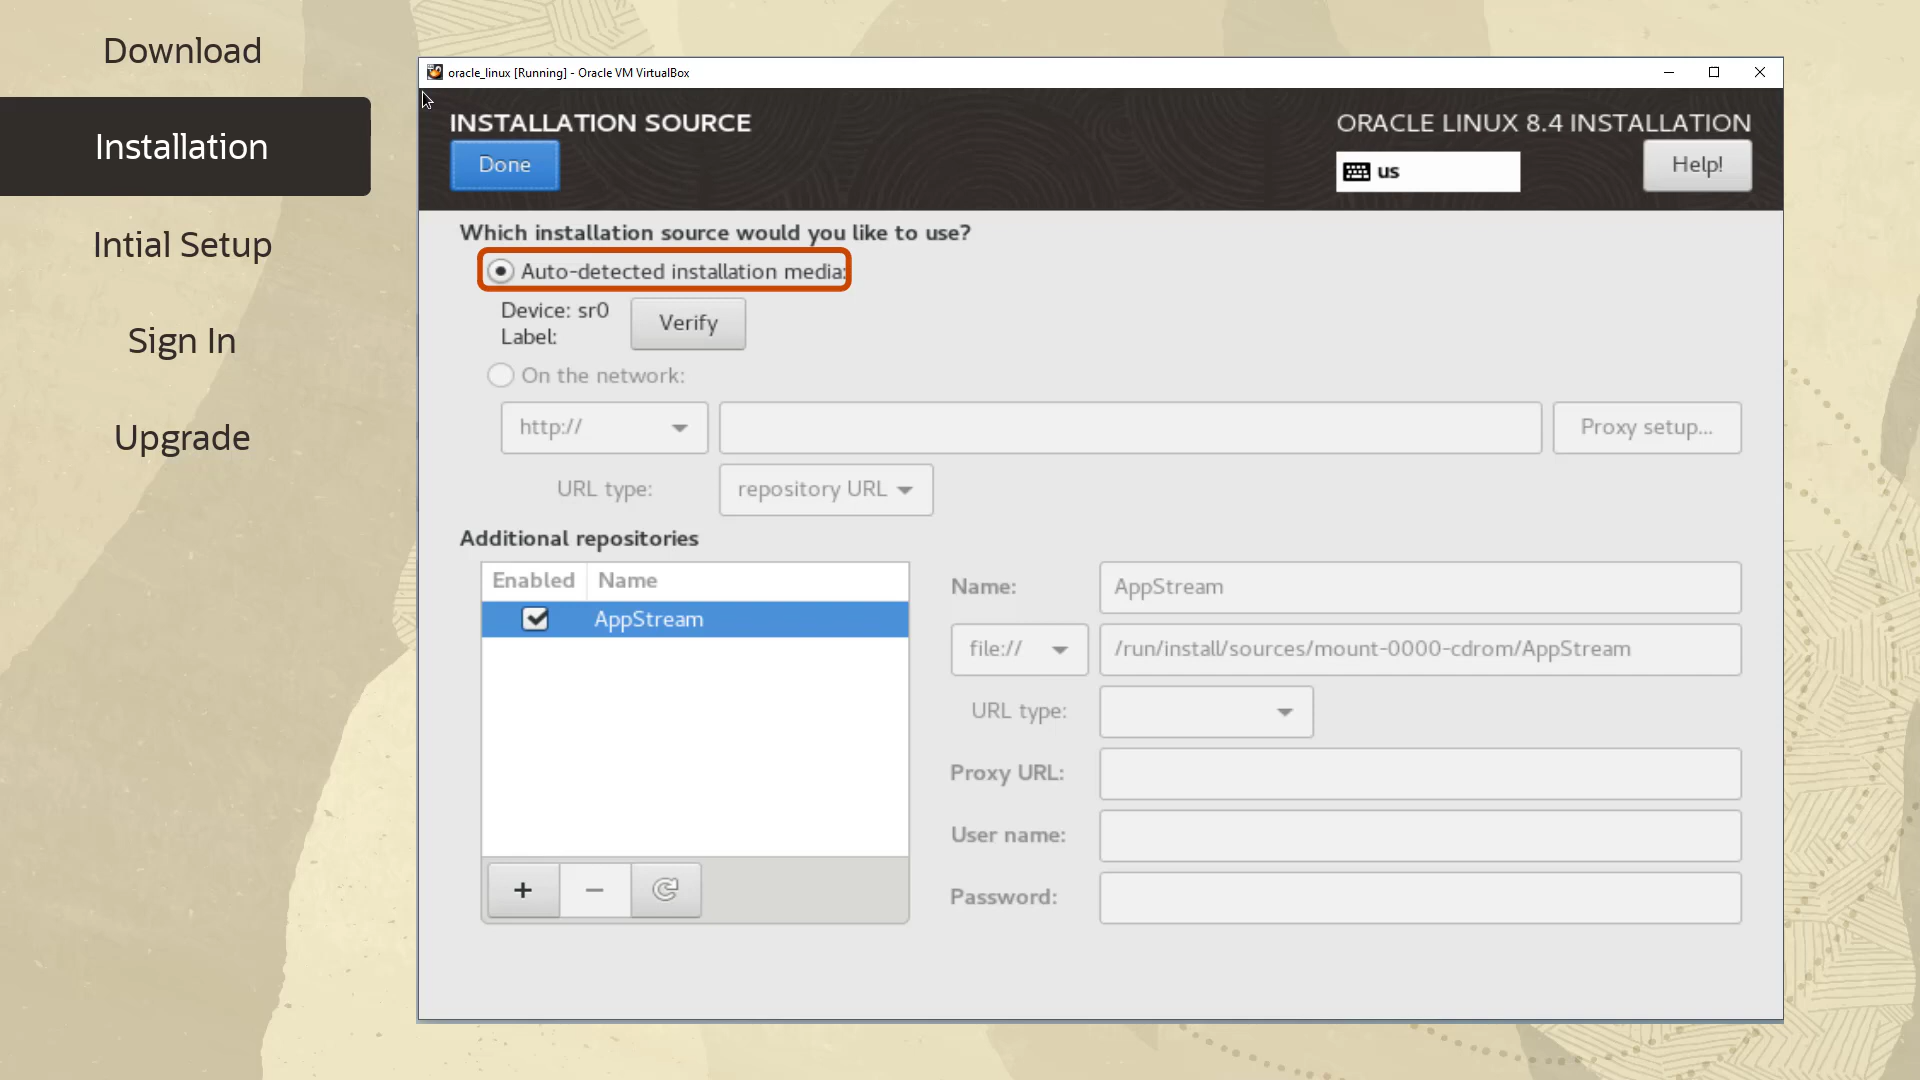 Download
Installation
Intial Setup
Sign In
Upgrade
oracle_linux [Running] - Oracle VM VirtualBox
INSTALLATION SOURCE
ORACLE LINUX 8.4 INSTALLATION
Done
us
Help!
Which installation source would you like to use?
Auto-detected installation media:
Device: sr0
Label:
Verify
On the network:
http://
Proxy setup...
URL type:
repository URL
Additional repositories
Enabled Name
AppStream
Name: AppStream
file:// /run/install/sources/mount-0000-cdrom/AppStream
URL type:
Proxy URL:
User name:
Password: